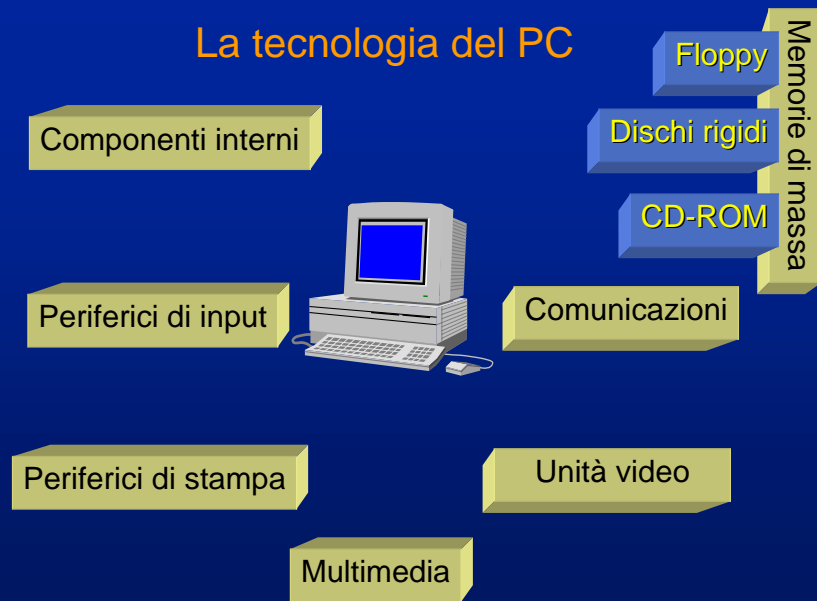 La tecnologia del PC
Floppy
Dischi rigidi
CD-ROM
Memorie di massa
Componenti interni
Periferici di input
Comunicazioni
Periferici di stampa
Unità video
Multimedia